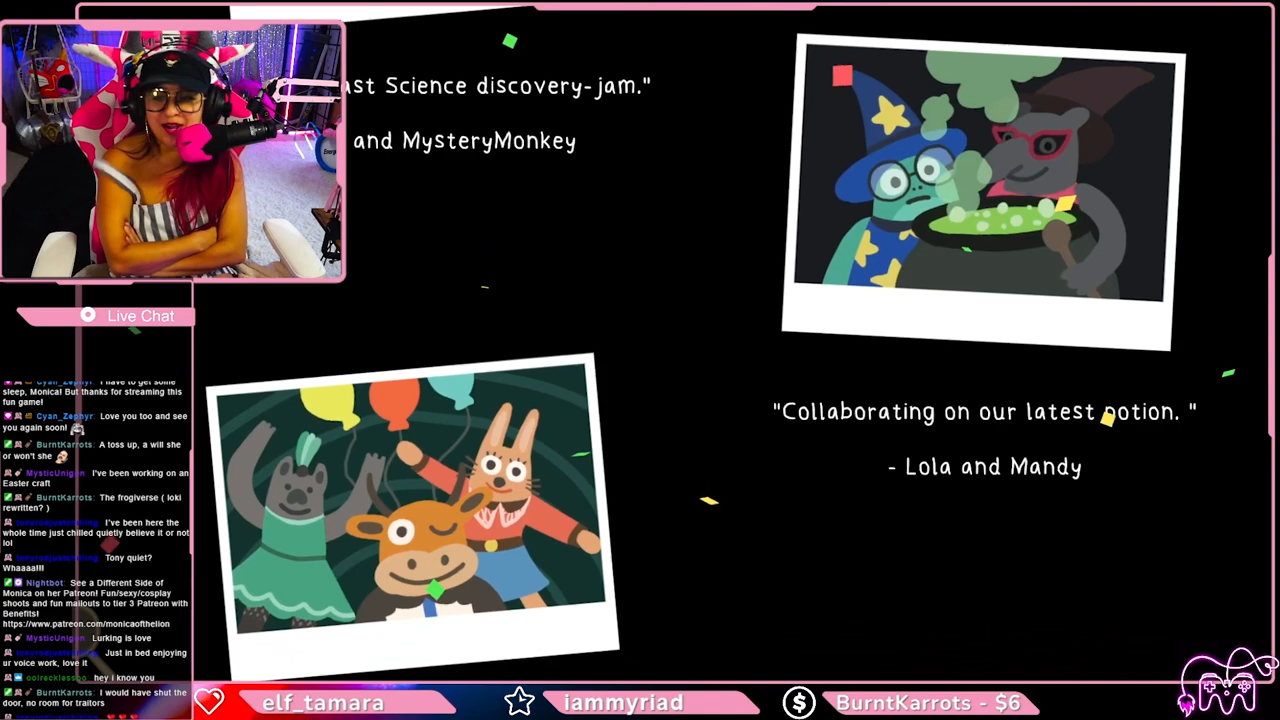 ast Science discovery-jam."
and MysteryMonkey
"Collaborating on our latest potion. "
- Lola and Mandy
Live Chat
Cyan_Zephyr: I have to get some
sleep, Monica! But thanks for streaming this
fun game!
Cyan_Zephyr: Love you too and see
you again soon!
BurntKarrots: A toss up, a will she
or won't she
MysticUnigon: I've been working on an
Easter craft
BurntKarrots: The frogiverse ( loki
rewritten? )
I've been here the
whole time just chilled quietly believe it or not
lol
Tony quiet?
Whaaa!!!
Nightbot: See a Different Side of
Monica on her Patreon! Fun/sexy/cosplay
shoots and fun mailouts to tier 3 Patreon with
Benefits!
https://www.patreon.com/monicaofthelion
MysticUnigon: Lurking is love
Just in bed enjoying
ur voice work, love it
ooirecklessoo: hey i know you
BurntKarrots: I would have shut the
door, no room for traitors
elf_tamara
iammyriad
BurntKarrots - $6